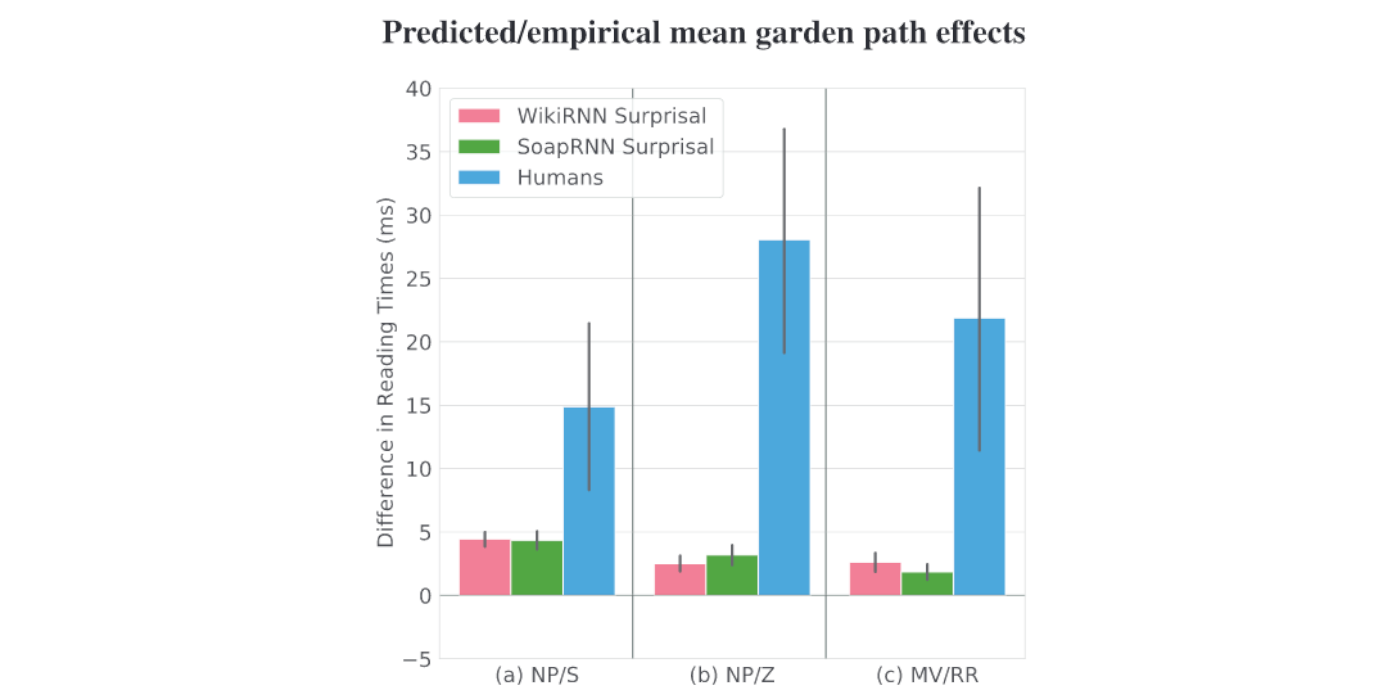 Predicted/empirical mean garden path effects
Difference in Reading Times (ms)
40
35
30
25
20
15
10
5
0
−5
WikiRNN Surprisal
SoapRNN Surprisal
Humans
(a) NP/S
(b) NP/Z
(c) MV/RR